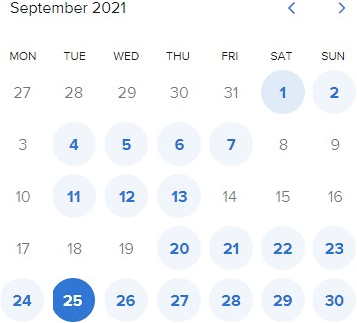 September 2021
MON TUE WED THU FRI SAT SUN
27 28 29 30 31 1 2
3 4 5 6 7 8 9
10 11 12 13 14 15 16
17 18 19 20 21 22 23
24 25 26 27 28 29 30